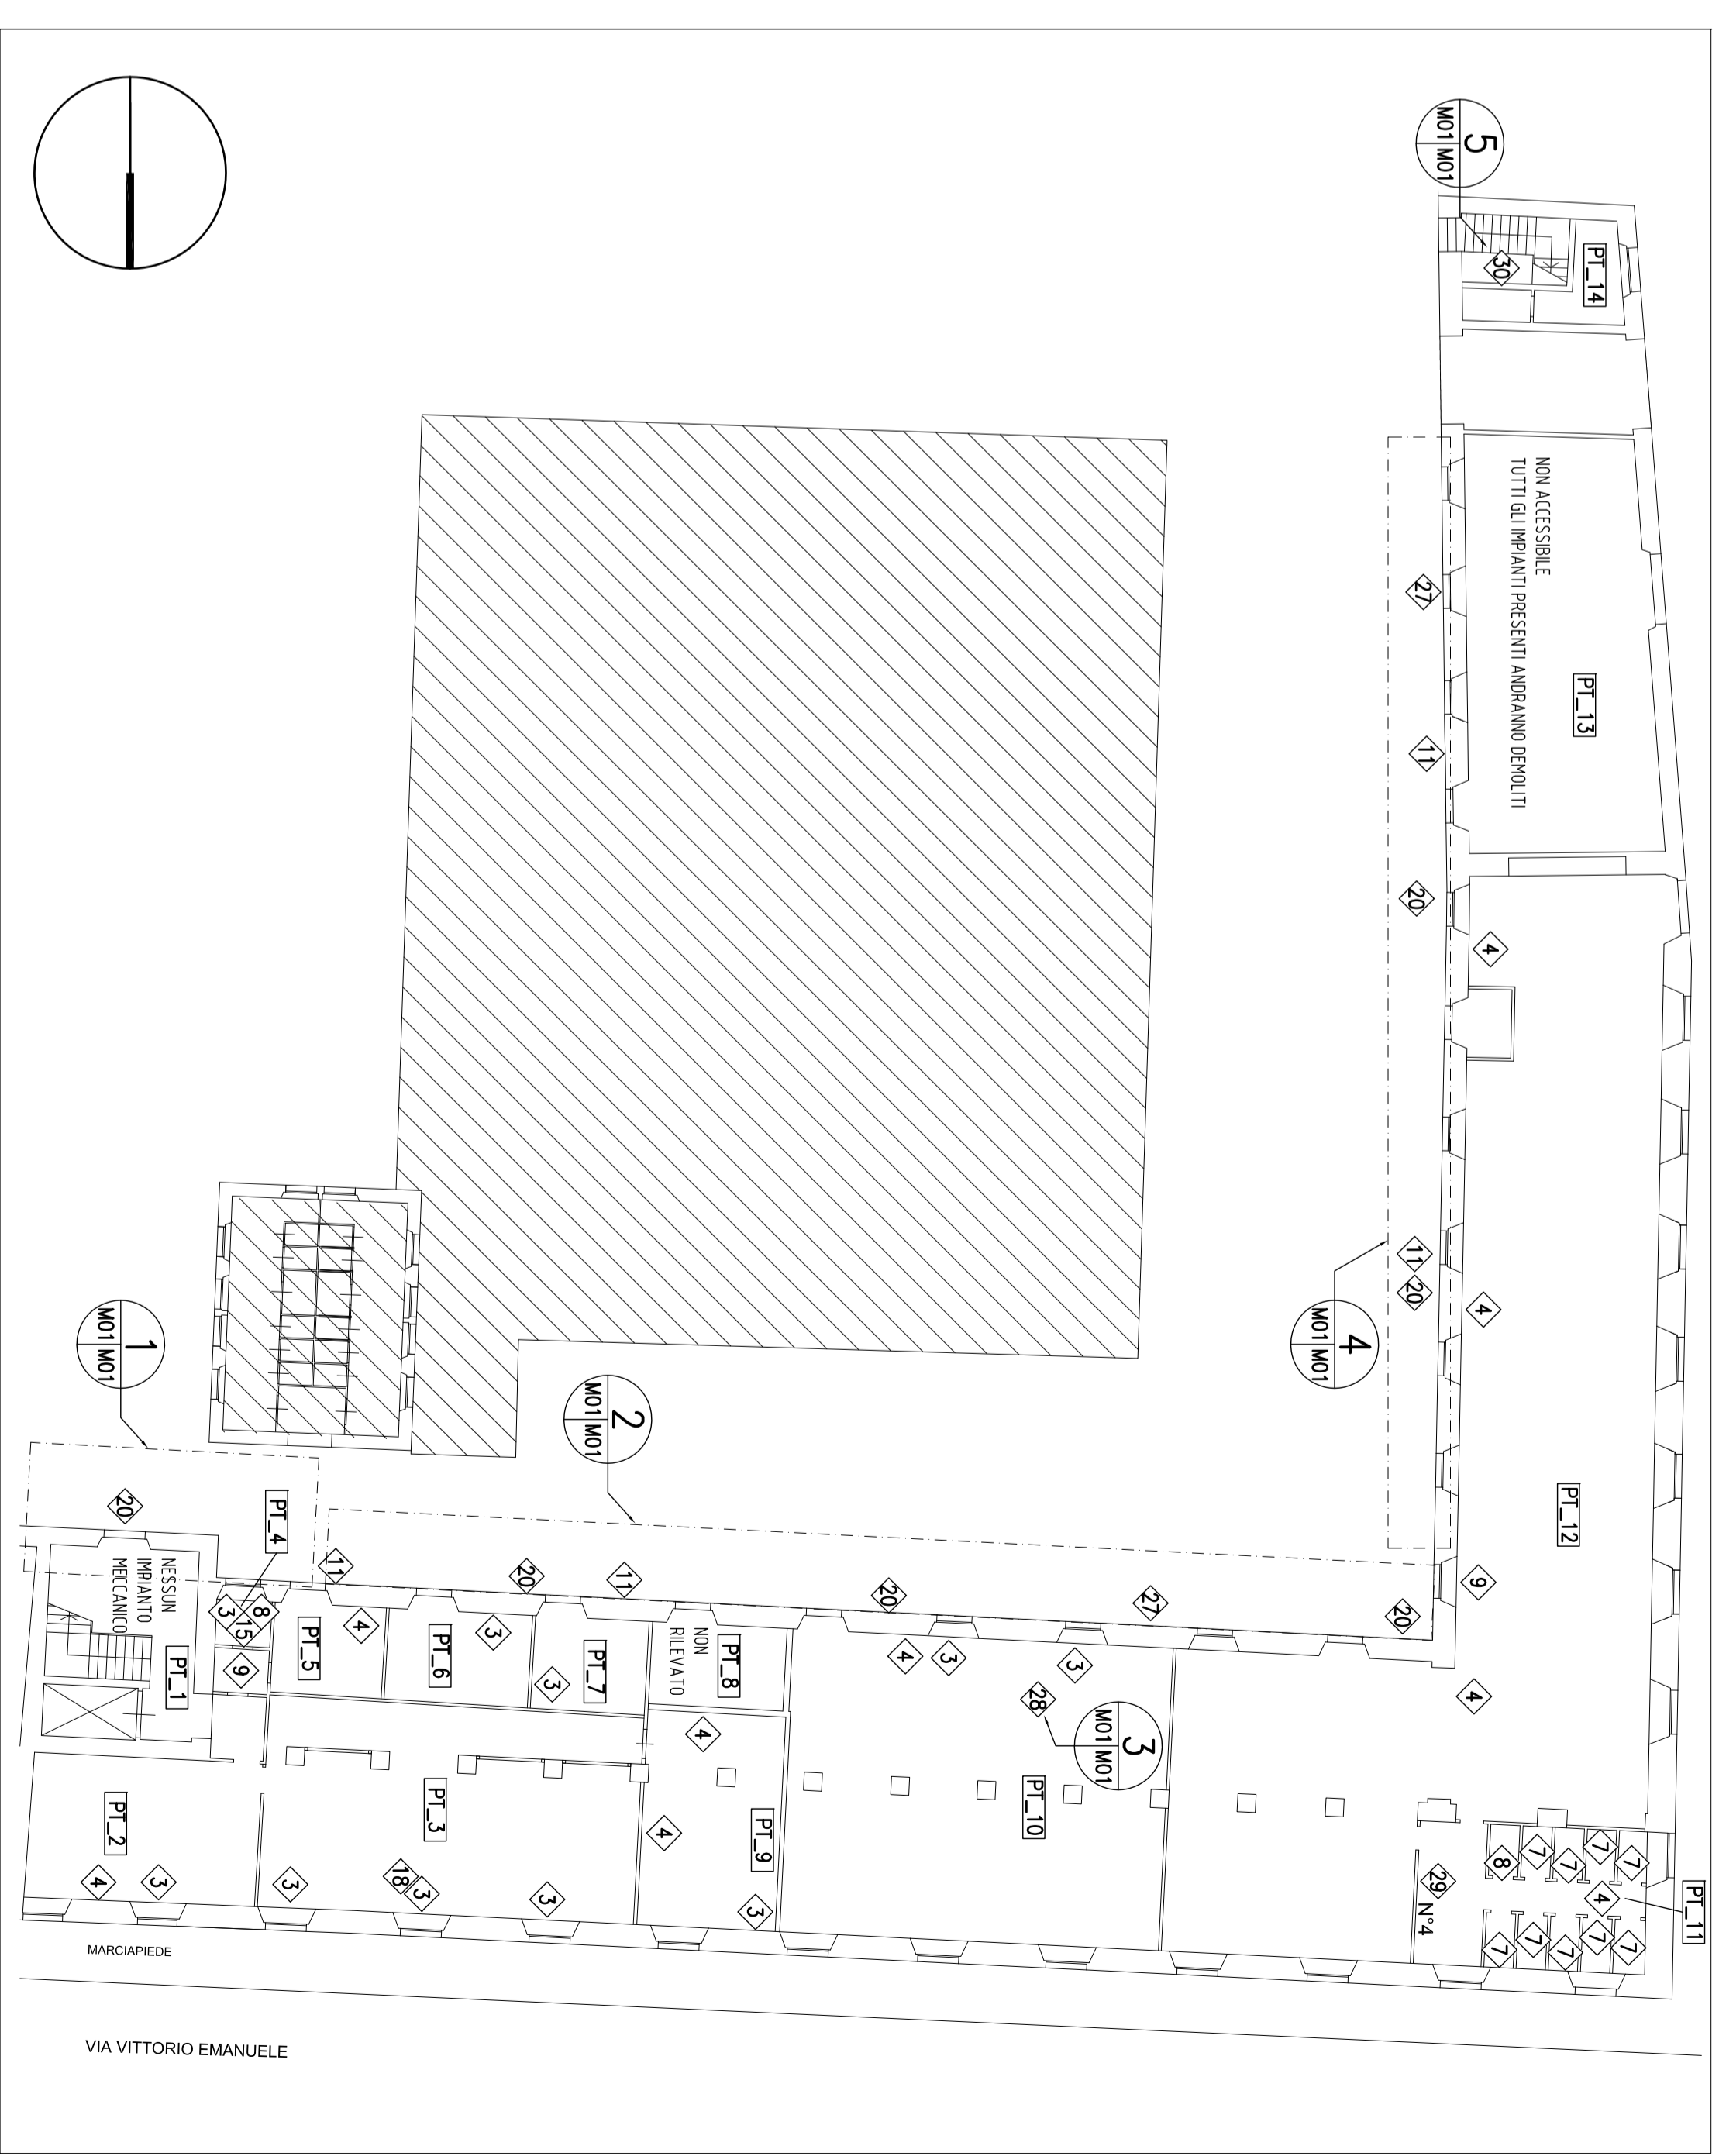 5
M01 M01
30
PT_14
NON ACCESSIBILE
TUTTI GLI IMPIANTI PRESENTI ANDRANNO DEMOLITI
PT_13
27
11
20
4
11
20
4
4
M01 M01
PT_12
9
4
1
M01 M01
2
M01 M01
20
PT_4
11
20
11
20
27
20
NESSUN
IMPIANTO
MECCANICO
PT_1
3
8
15
9
PT_5
4
PT_6
3
PT_7
3
NON
RILEVATO
PT_8
4
3
3
28
3
M01 M01
PT_10
4
4
PT_9
3
PT_2
4
3
PT_3
3
18
3
3
29
N°4
8
7
7
7
7
4
7
7
7
7
7
PT_11
MARCIAPIEDE
VIA VITTORIO EMANUELE